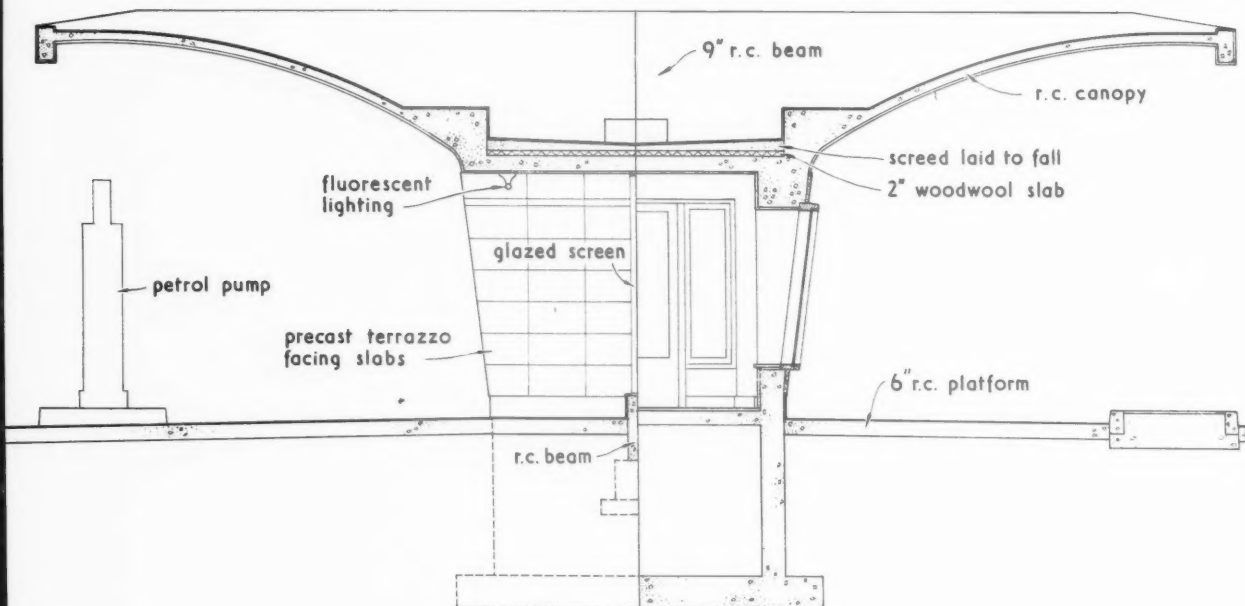 9" r.c. beam
r.c. canopy
screed laid to fall
2" woodwool slab
fluorescent
lighting
glazed screen
petrol pump
precast terrazzo
facing slabs
6" r.c. platform
r.c. beam